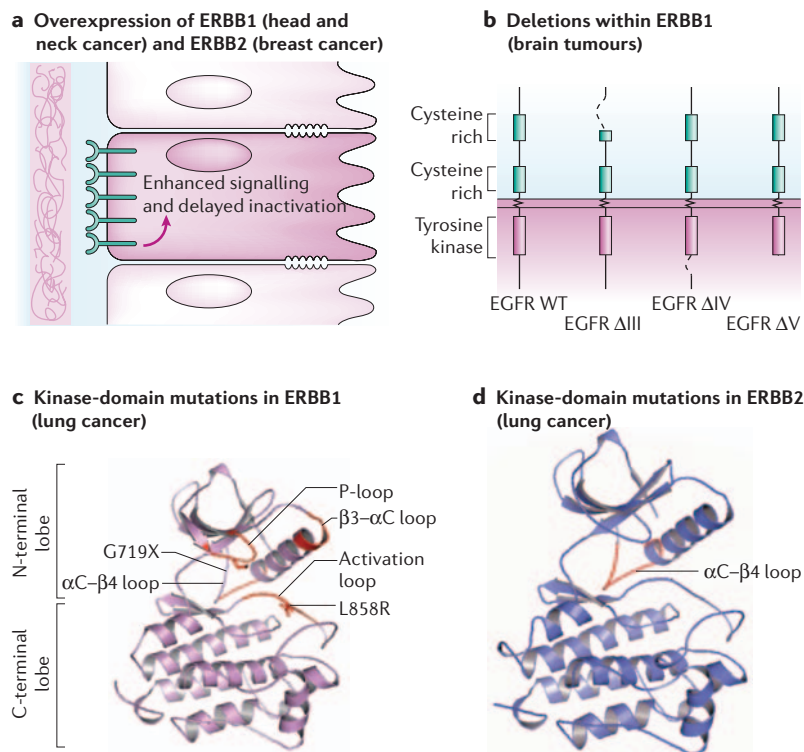 a Overexpression of ERBB1 (head and
neck cancer) and ERBB2 (breast cancer)
Enhanced signalling
and delayed inactivation
b Deletions within ERBB1
(brain tumours)
Cysteine
rich
Cysteine
rich
Tyrosine
kinase
EGFR WT
EGFR ΔIII
EGFR ΔIV
EGFR ΔV
c Kinase-domain mutations in ERBB1
(lung cancer)
N-terminal
lobe
C-terminal
lobe
P-loop
β3–αC loop
G719X
Activation
loop
αC–β4 loop
L858R
d Kinase-domain mutations in ERBB2
(lung cancer)
αC–β4 loop